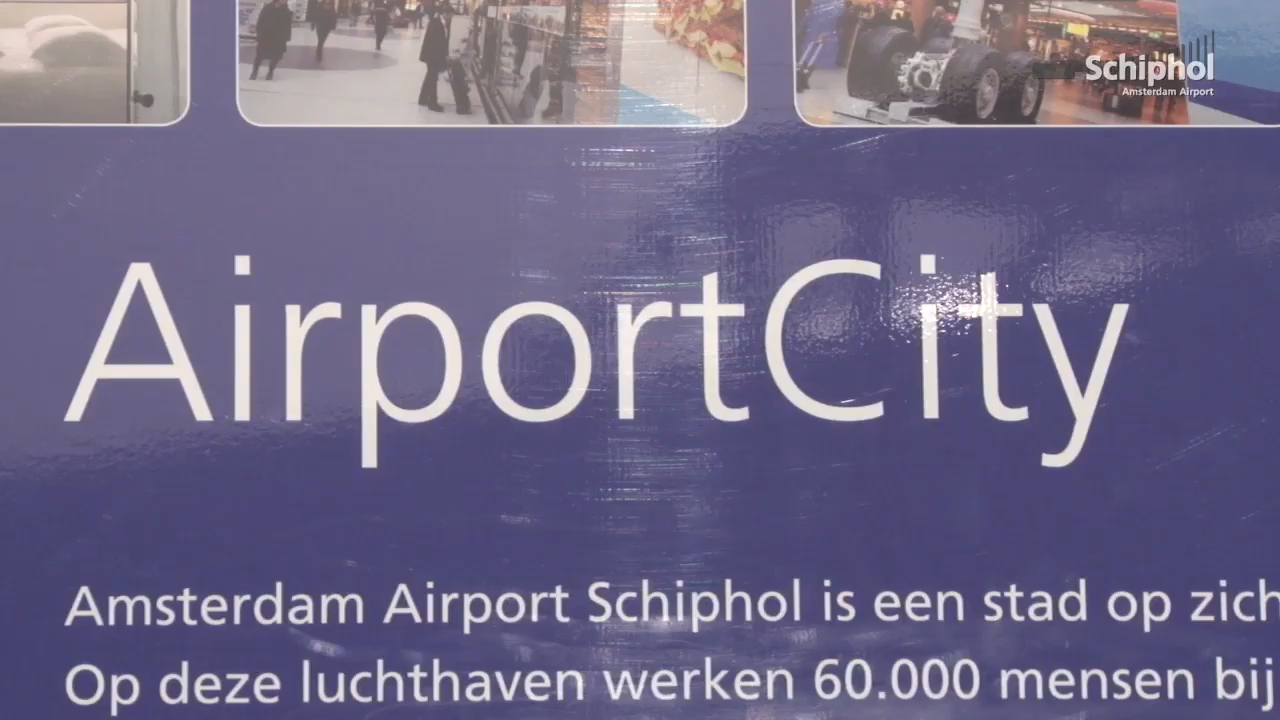 Schiphol
Amsterdam Airport
AirportCity
Amsterdam Airport Schiphol is een stad op zich
Op deze luchthaven werken 60.000 mensen bij